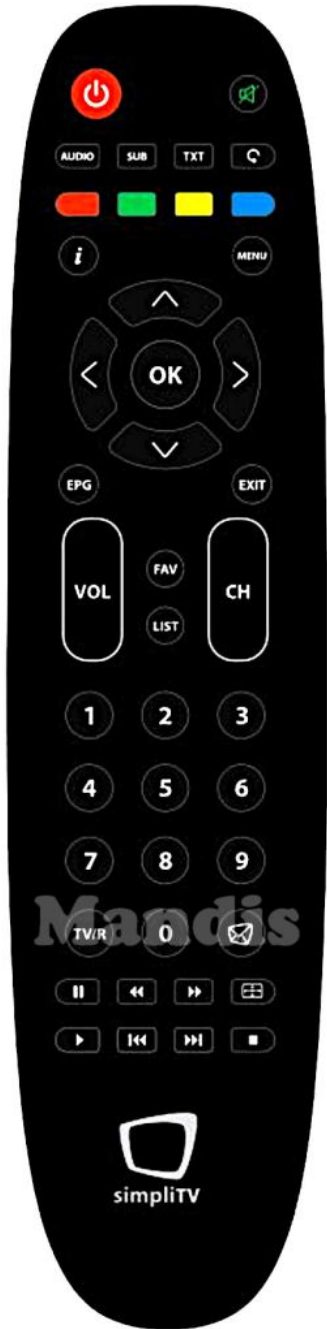 AUDIO SUB TXT
i MENU
OK
EPG EXIT
VOL FAV CH
LIST
1 2 3
4 5 6
7 8 9
Mandis
TV/R 0
simpliTV